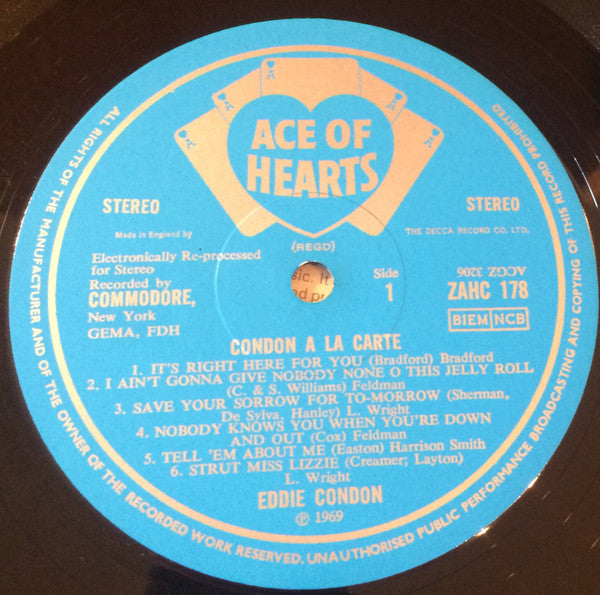 ALL RIGHTS OF THE MANUFACTURER AND OF THE OWNER OF THE RECORDED WORK RESERVED. UNAUTHORISED PUBLIC PERFORMANCE BROADCASTING AND COPYING OF THIS RECORD PROHIBITED
A
A
A
A
ACE OF
HEARTS
(REGD)
STEREO
STEREO
Made in England by
THE DECCA RECORD CO. LTD.
Electronically Re-processed
for Stereo
Recorded by
COMMODORE,
New York
GEMA, FDH
Side
1
ACGZ 3206
ZAHC 178
BIEM NCB
CONDON A LA CARTE
1. IT'S RIGHT HERE FOR YOU (Bradford) Bradford
2. I AIN'T GONNA GIVE NOBODY NONE O THIS JELLY ROLL
(C. & S. Williams) Feldman
3. SAVE YOUR SORROW FOR TO-MORROW (Sherman,
De Sylva, Hanley) L. Wright
4. NOBODY KNOWS YOU WHEN YOU'RE DOWN
AND OUT (Cox) Feldman
5. TELL 'EM ABOUT ME (Easton) Harrison Smith
6. STRUT MISS LIZZIE (Creamer; Layton)
L. Wright
EDDIE CONDON
℗ 1969